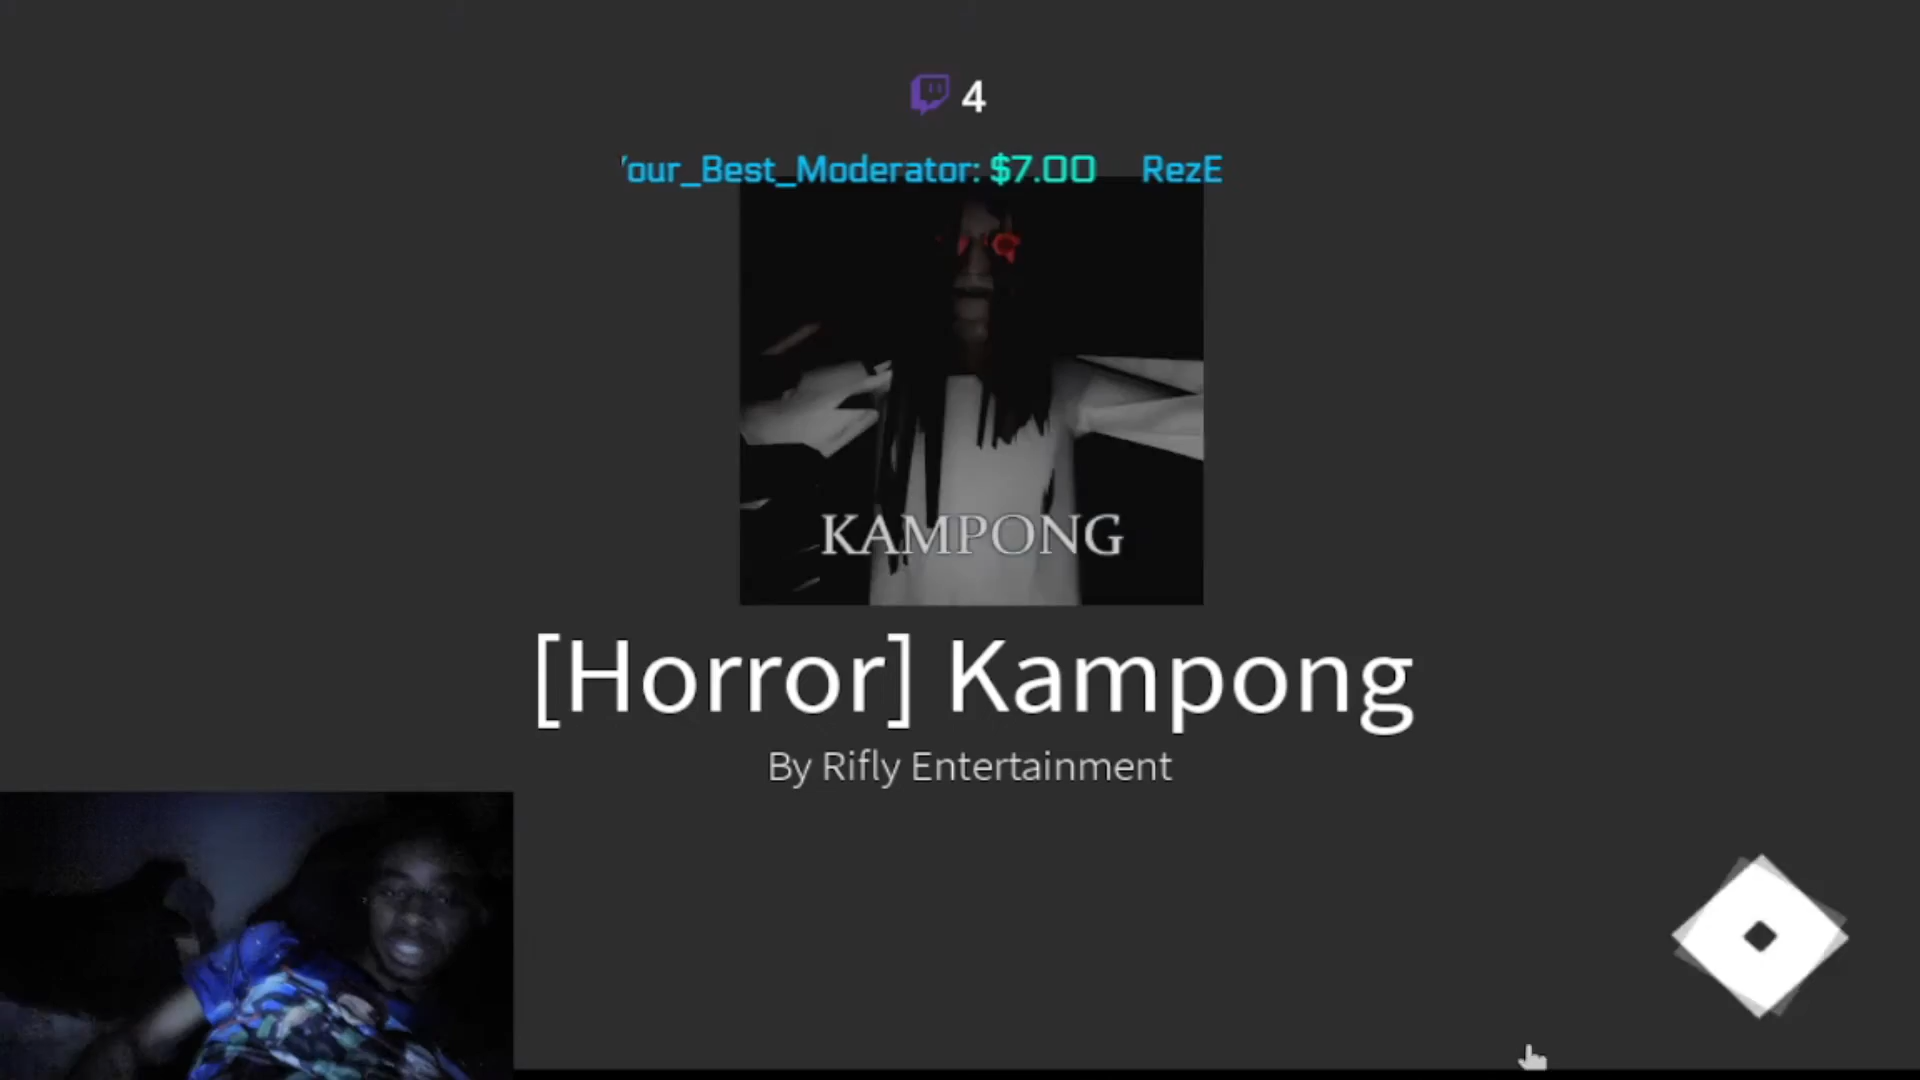 4
our_Best_Moderator: $7.00 RezE
KAMPONG
[Horror] Kampong
By Rifly Entertainment